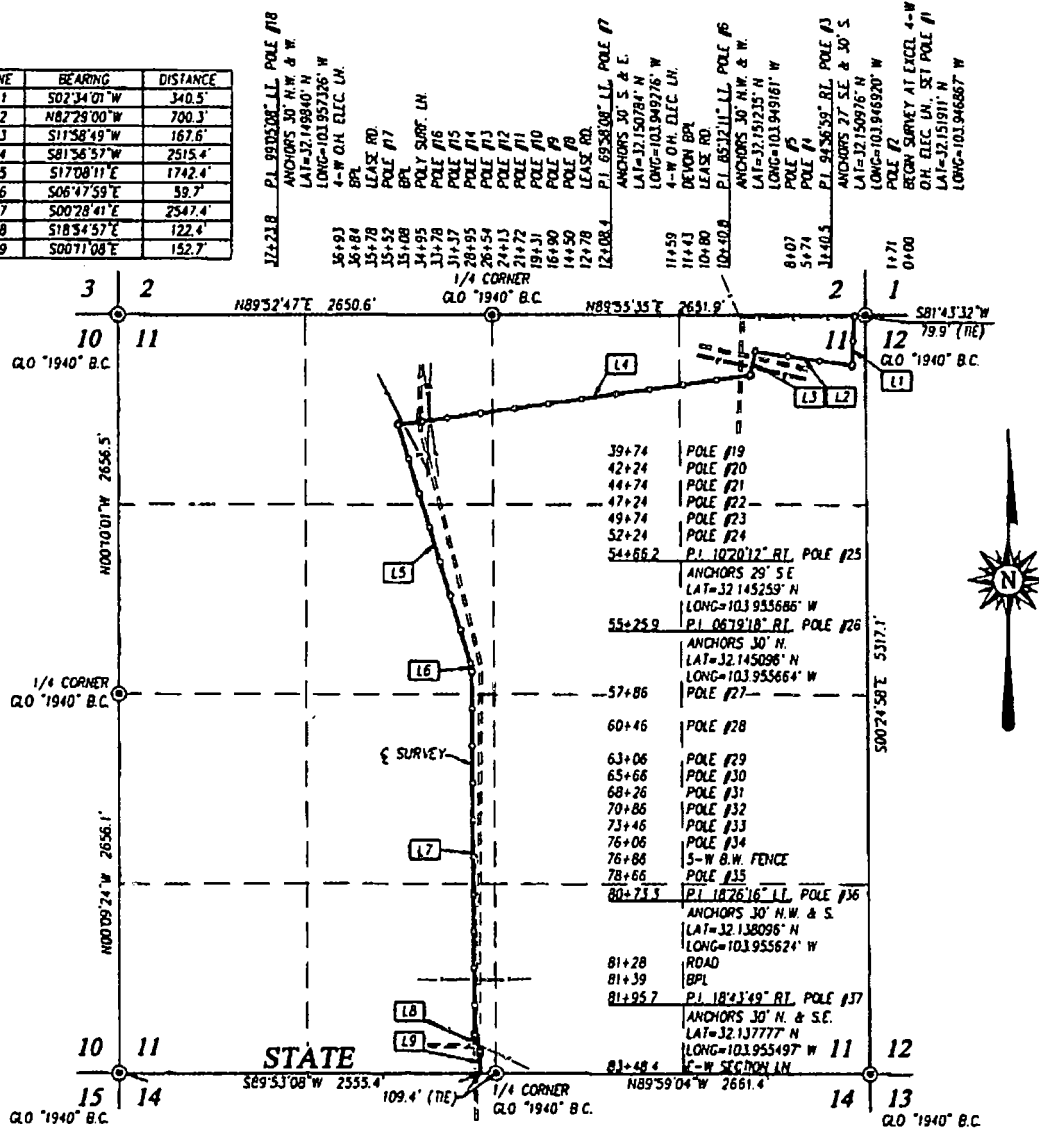 NE BEARING DISTANCE
1 S02°34'01"W 340.5'
2 N82°29'00"W 700.3'
3 S11°58'49"W 167.6'
4 S81°56'57"W 2515.4'
5 S17°08'11"E 1742.4'
6 S06°47'59"E 59.7'
7 S00°28'41"E 2547.4'
8 S18°54'57"E 122.4'
9 S00°11'08"E 152.7'
37+23.8 P.I. 99°05'08" LT. POLE #18
ANCHORS 30' N.W. & W.
LAT=32.149840° N
LONG=103.957326° W
36+93 4-W O.H. ELEC. LN.
36+84 BPL
35+78 LEASE RD.
35+52 POLE #17
35+08 BPL
34+95 POLY SURF. LN.
33+78 POLE #16
31+37 POLE #15
28+95 POLE #14
26+54 POLE #13
24+13 POLE #12
21+72 POLE #11
19+31 POLE #10
16+90 POLE #9
14+50 POLE #8
12+78 LEASE RD.
12+08.4 P.I. 69°58'08" LT. POLE #7
ANCHORS 30' S. & E.
LAT=32.150784° N
LONG=103.949276° W
11+59 4-W O.H. ELEC. LN.
11+43 DEVON BPL
10+80 LEASE RD.
10+40.8 P.I. 85°32'11" LT. POLE #6
ANCHORS 30' N.W. & W.
LAT=32.151235° N
LONG=103.949161° W
8+07 POLE #5
5+74 POLE #4
3+40.5 P.I. 94°56'59" RT. POLE #3
ANCHORS 27' S.E. & 30' S.
LAT=32.150976° N
LONG=103.946920° W
1+71 POLE #2
0+00 BEGIN SURVEY AT EXCEL 4-W
O.H. ELEC. LN., SET POLE #1
LAT=32.151911° N
LONG=103.946867° W
3 2
N89°52'47"E 2650.6'
1/4 CORNER
GLO "1940" B.C.
N89°55'35"E 2651.9'
2 1
S81°43'32"W
79.9' (TIE)
10 11
GLO "1940" B.C.
11 12
GLO "1940" B.C.
L1
L2
L3
L4
N00°10'01"W 2656.5'
L5
39+74 POLE #19
42+24 POLE #20
44+74 POLE #21
47+24 POLE #22
49+74 POLE #23
52+24 POLE #24
54+66.2 P.I. 10°20'12" RT. POLE #25
ANCHORS 29' S E
LAT=32.145259° N
LONG=103.955686° W
55+25.9 P.I. 06°19'18" RT. POLE #26
ANCHORS 30' N.
LAT=32.145096° N
LONG=103.955664° W
N
L6
1/4 CORNER
GLO "1940" B.C.
57+86 POLE #27
60+46 POLE #28
63+06 POLE #29
65+66 POLE #30
68+26 POLE #31
70+86 POLE #32
73+46 POLE #33
76+06 POLE #34
76+88 5-W B.W. FENCE
78+66 POLE #35
80+73.3 P.I. 18°26'16" LT. POLE #36
ANCHORS 30' N.W. & S.
LAT=32.138096° N
LONG=103.955624° W
81+28 ROAD
81+39 BPL
81+95.7 P.I. 18°43'49" RT. POLE #37
ANCHORS 30' N. & S.E.
LAT=32.137777° N
LONG=103.955497° W
83+48.4 E-W SECTION LN
S00°24'58"E 5317.1'
℄ SURVEY
L7
N00°09'24"W 2656.1'
L8
L9
10 11
STATE
11 12
S89°53'08"W 2555.4'
109.4' (TIE)
1/4 CORNER
GLO "1940" B.C.
N89°59'04"W 2661.4'
15 14
GLO "1940" B.C.
14 13
GLO "1940" B.C.